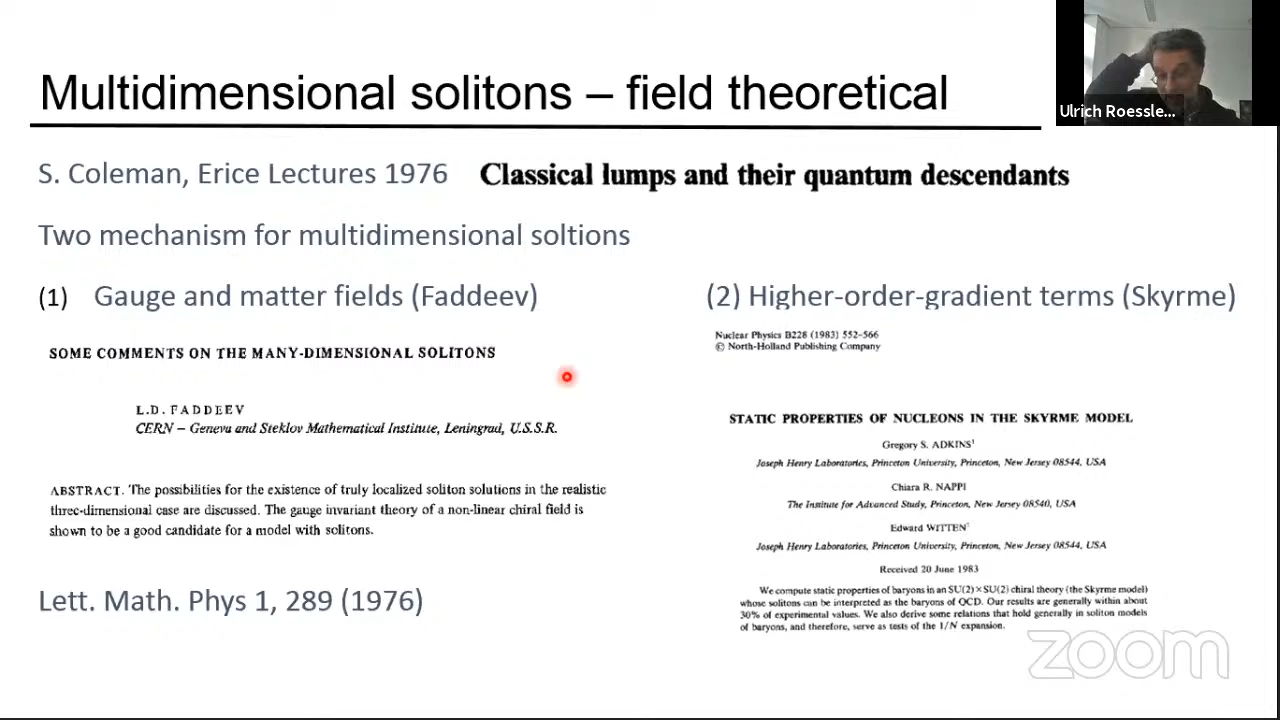 Multidimensional solitons – field theoretical
Ulrich Roessle...
S. Coleman, Erice Lectures 1976 Classical lumps and their quantum descendants
Two mechanism for multidimensional soltions
(1) Gauge and matter fields (Faddeev)
SOME COMMENTS ON THE MANY-DIMENSIONAL SOLITONS
L.D. FADDEEV
CERN – Geneva and Steklov Mathematical Institute, Leningrad, U.S.S.R.
ABSTRACT. The possibilities for the existence of truly localized soliton solutions in the realistic
three-dimensional case are discussed. The gauge invariant theory of a non-linear chiral field is
shown to be a good candidate for a model with solitons.
Lett. Math. Phys 1, 289 (1976)
(2) Higher-order-gradient terms (Skyrme)
Nuclear Physics B228 (1983) 552–566
© North-Holland Publishing Company
STATIC PROPERTIES OF NUCLEONS IN THE SKYRME MODEL
Gregory S. ADKINS¹
Joseph Henry Laboratories, Princeton University, Princeton, New Jersey 08544, USA
Chiara R. NAPPI
The Institute for Advanced Study, Princeton, New Jersey 08540, USA
Edward WITTEN¹
Joseph Henry Laboratories, Princeton University, Princeton, New Jersey 08544, USA
Received 20 June 1983
We compute static properties of baryons in an SU(2)×SU(2) chiral theory (the Skyrme model)
whose solitons can be interpreted as the baryons of QCD. Our results are generally within about
30% of experimental values. We also derive some relations that hold generally in soliton models
of baryons, and therefore, serve as tests of the 1/N expansion.
zoom